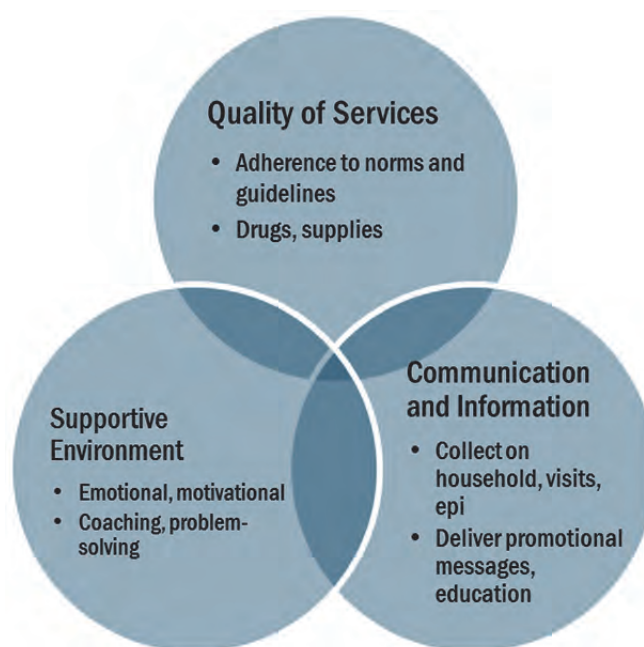 Quality of Services
• Adherence to norms and
guidelines
• Drugs, supplies
Supportive
Environment
• Emotional, motivational
• Coaching, problem-
solving
Communication
and Information
• Collect on
household, visits,
epi
• Deliver promotional
messages,
education